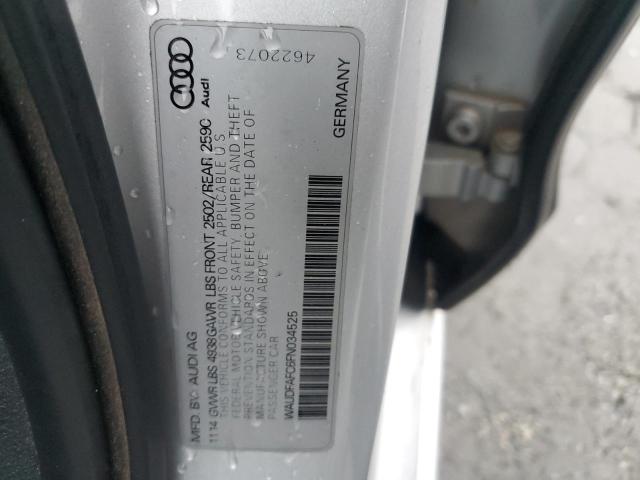 MFD. BY: AUDI AG
11.14 GVWR LBS 4938 GAWR LBS FRONT 2502/REAR 2590
THIS VEHICLE CONFORMS TO ALL APPLICABLE U S
FEDERAL MOTOR VEHICLE SAFETY, BUMPER AND THEFT
PREVENTION STANDARDS IN EFFECT ON THE DATE OF
MANUFACTURE SHOWN ABOVE
PASSENGER CAR
WAUDFAFC6FN034525
Audi
4622073
GERMANY